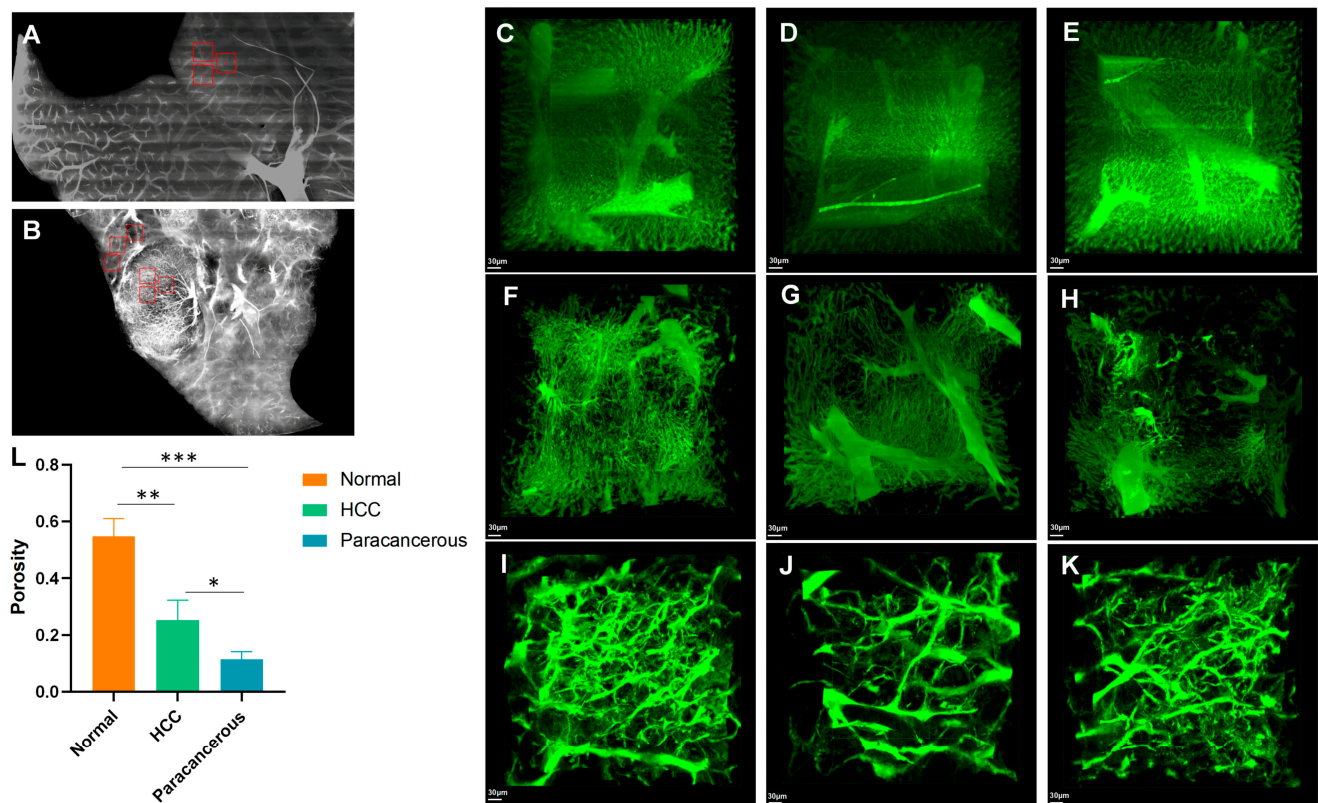 A
B
C
D
E
30μm
30μm
30μm
F
G
H
30μm
30μm
30μm
I
J
K
30μm
30μm
30μm
L
0.8
0.6
0.4
0.2
0.0
Porosity
***
**
*
Normal
HCC
Paracancerous
Normal
HCC
Paracancerous